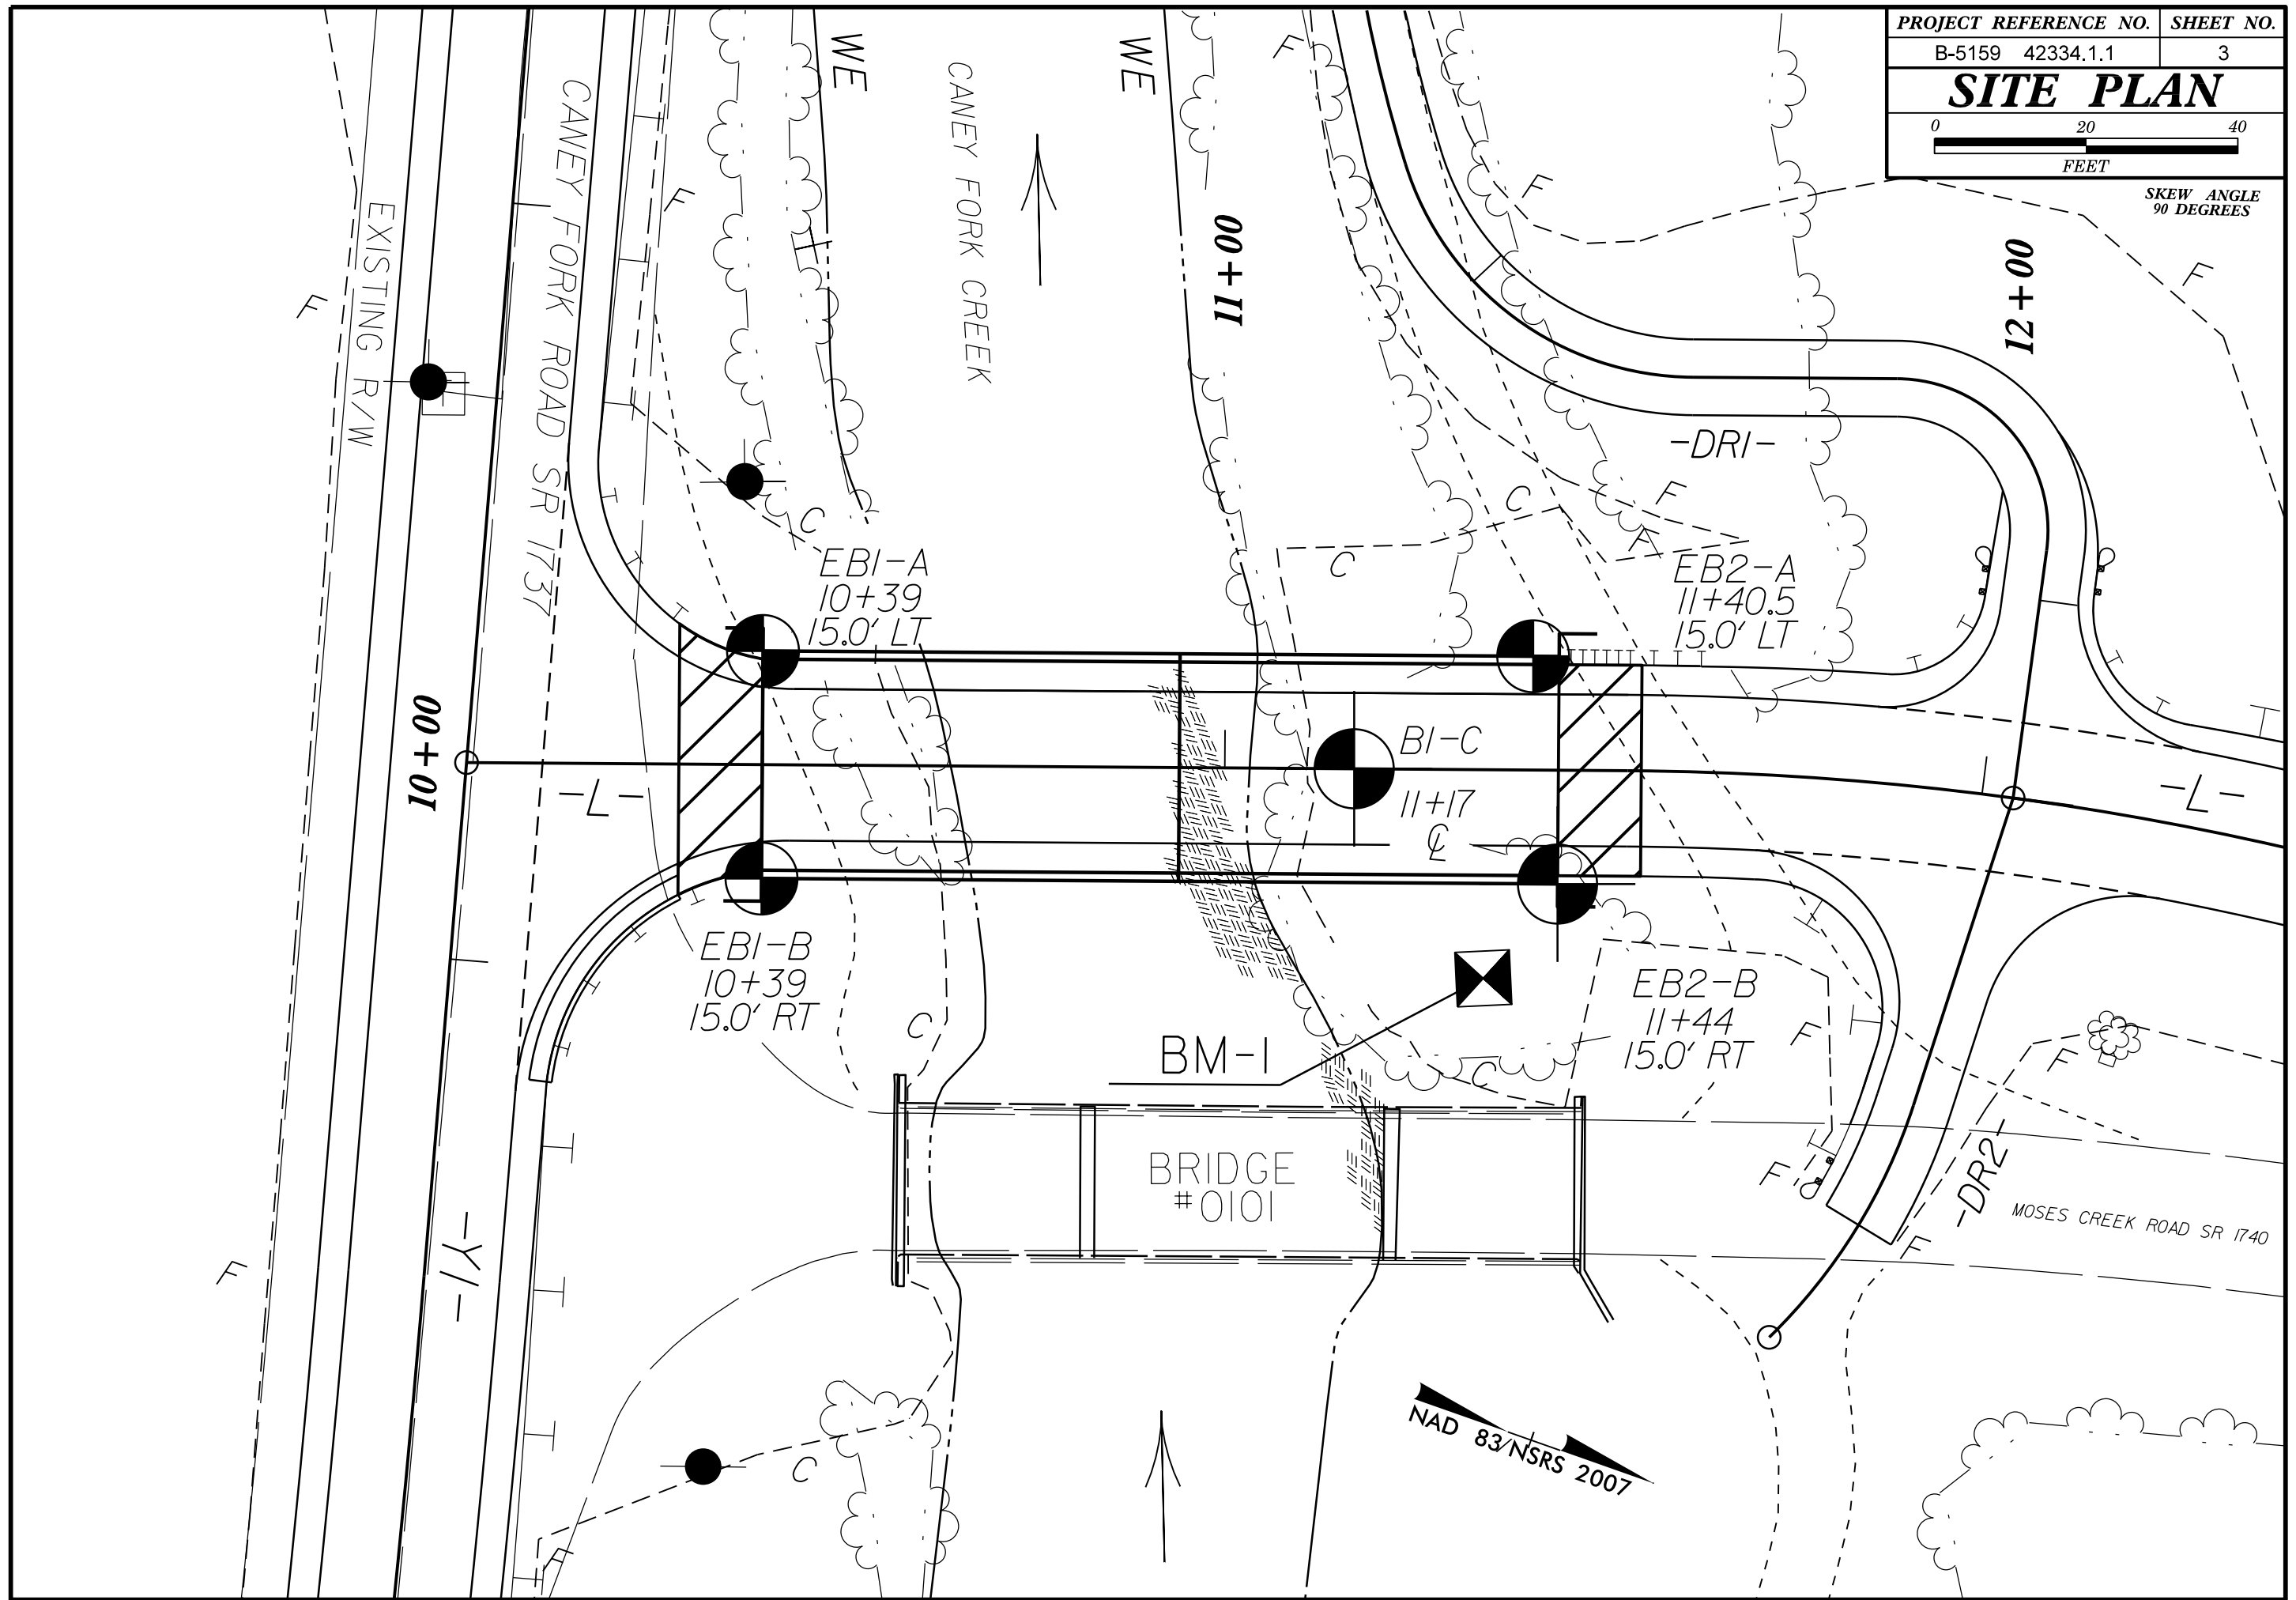 PROJECT REFERENCE NO. SHEET NO.
B-5159 42334.1.1 3
SITE PLAN
0 20 40
FEET
SKEW ANGLE
90 DEGREES
WE
WE
CANEY FORK CREEK
CANEY FORK ROAD SR 1737
EXISTING R/W
F
F
F
F
F
11+00
12+00
-DR1-
C
C
C
F
F
EB1-A
10+39
15.0' LT
EB2-A
11+40.5
15.0' LT
10+00
-L-
B1-C
11+17
CL
-L-
EB1-B
10+39
15.0' RT
C
BM-1
C
EB2-B
11+44
15.0' RT
F
F
F
F
BRIDGE
#0101
-DR2-
MOSES CREEK ROAD SR 1740
-Y1-
F
NAD 83/NSRS 2007
C
F